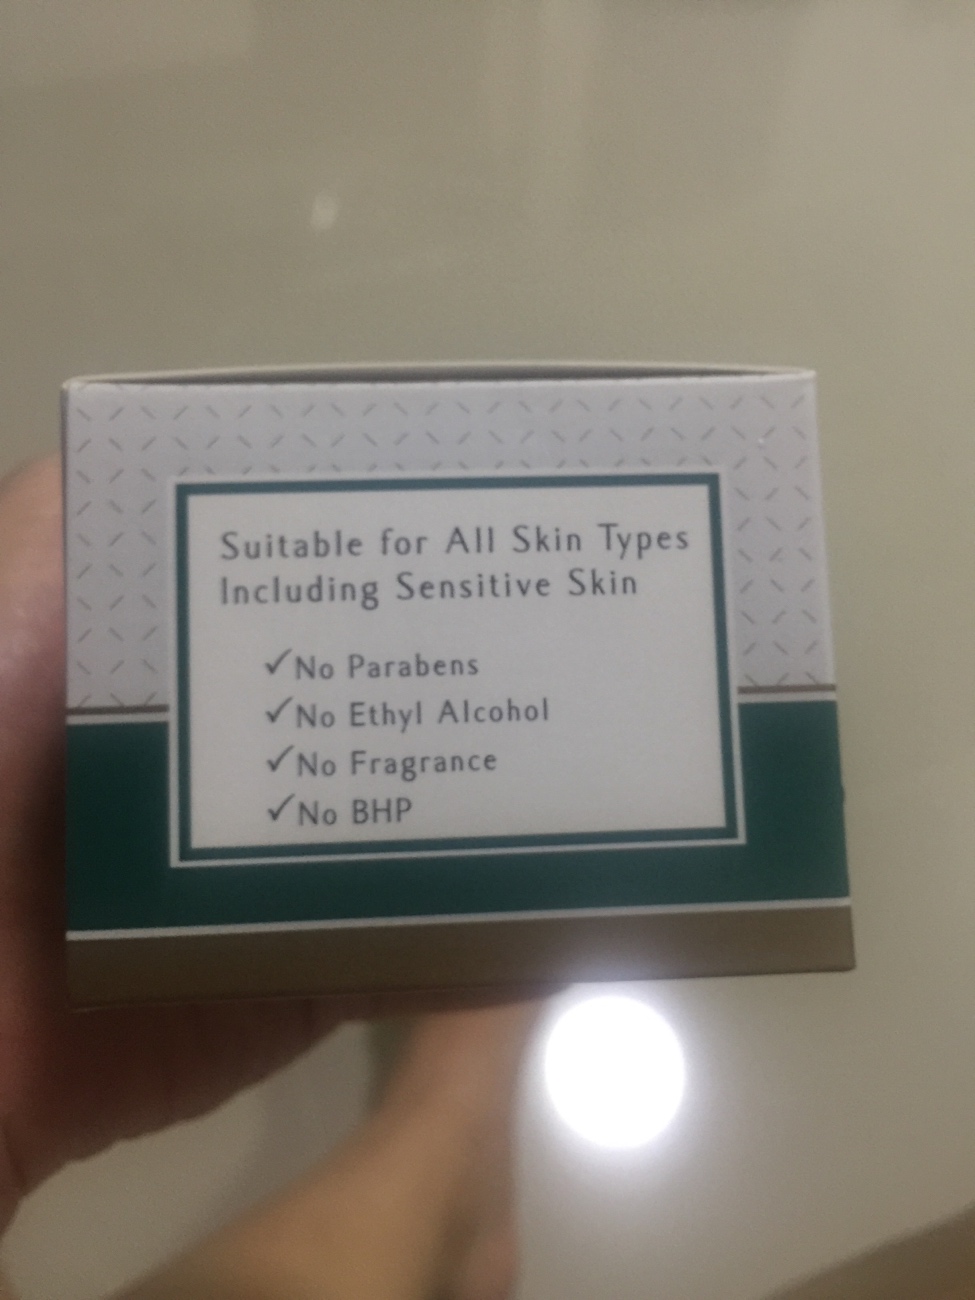 Suitable for All Skin Types
Including Sensitive Skin
✓No Parabens
✓No Ethyl Alcohol
✓No Fragrance
✓No BHP